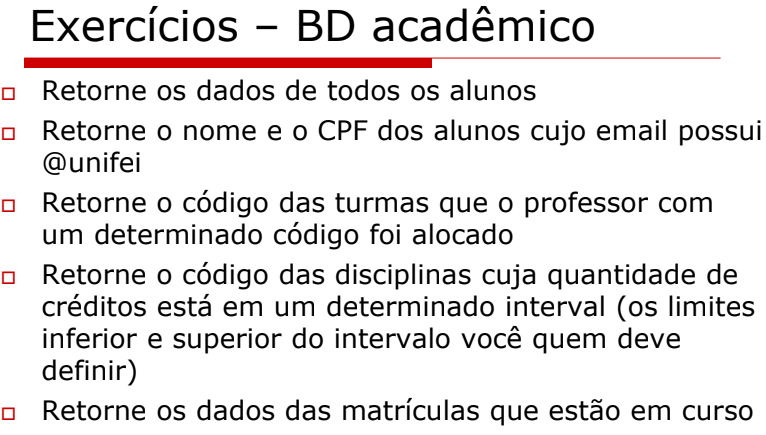 Exercícios – BD acadêmico
Retorne os dados de todos os alunos
Retorne o nome e o CPF dos alunos cujo email possui
@unifei
Retorne o código das turmas que o professor com
um determinado código foi alocado
Retorne o código das disciplinas cuja quantidade de
créditos está em um determinado interval (os limites
inferior e superior do intervalo você quem deve
definir)
Retorne os dados das matrículas que estão em curso